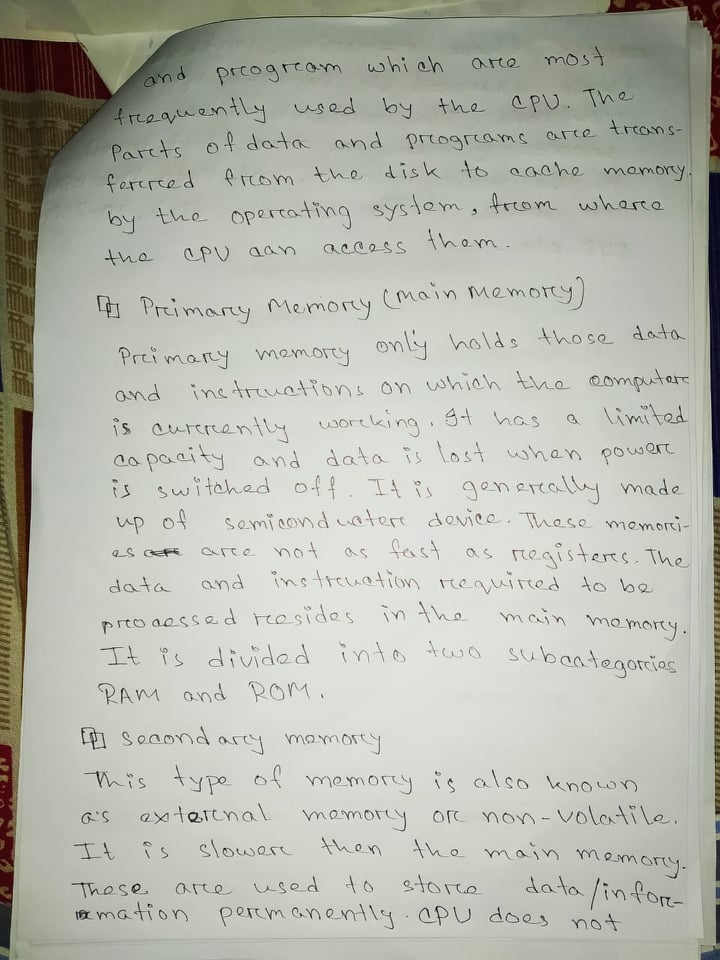 and program which are most
frequently used by the CPU. The
Parts of data and programs are trans-
ferred from the disk to cache memory.
by the operating system, from where
the CPU can access them.
Primary Memory (main memory)
Primary memory only holds those data
and instructions on which the computer
is currently working. It has a limited
capacity and data is lost when power
is switched off. It is generally made
up of semiconducter device. These memori-
es are not as fast as registers. The
data and instruction required to be
processed resides in the main memory.
It is divided into two subcategories
RAM and ROM.
Secondary memory
This type of memory is also known
as external memory or non-volatile.
It is slower then the main memory.
These are used to store data/infor-
mation permanently. CPU does not